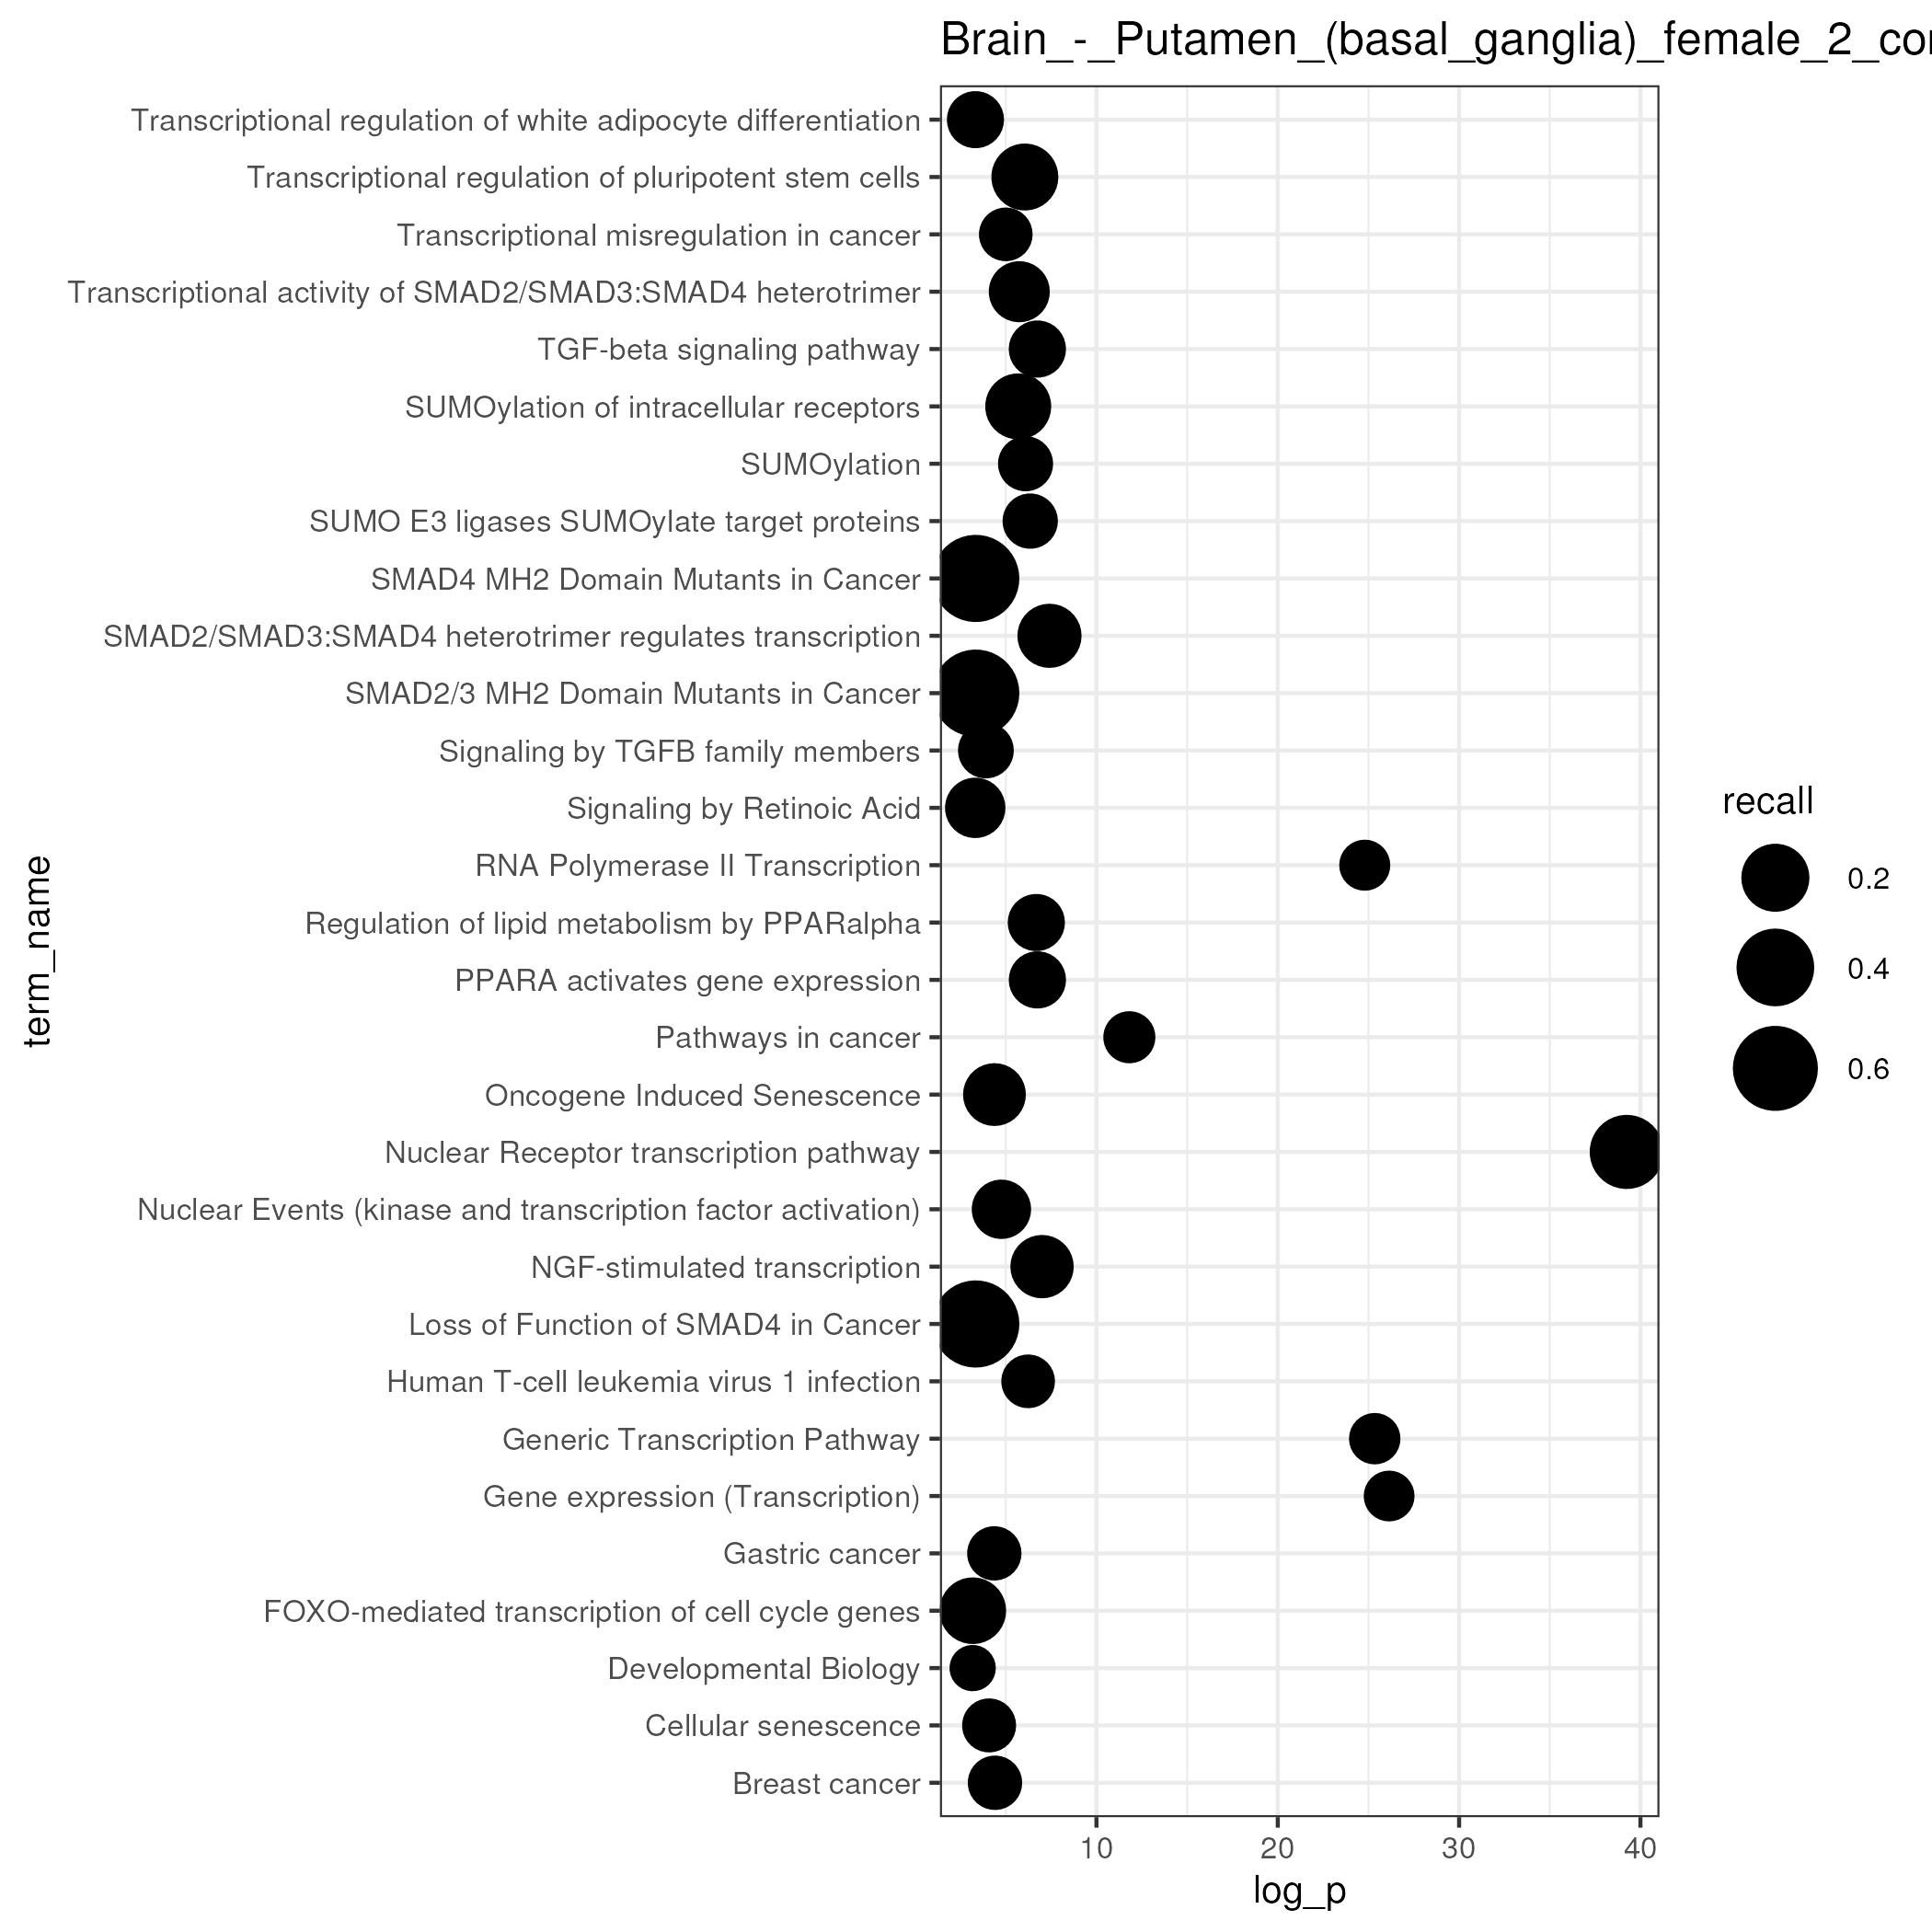 Brain_-_Putamen_(basal_ganglia)_female_2_co
Transcriptional regulation of white adipocyte differentiation
Transcriptional regulation of pluripotent stem cells
Transcriptional misregulation in cancer
Transcriptional activity of SMAD2/SMAD3:SMAD4 heterotrimer
TGF-beta signaling pathway
SUMOylation of intracellular receptors
SUMOylation
SUMO E3 ligases SUMOylate target proteins
SMAD4 MH2 Domain Mutants in Cancer
SMAD2/SMAD3:SMAD4 heterotrimer regulates transcription
SMAD2/3 MH2 Domain Mutants in Cancer
Signaling by TGFB family members
Signaling by Retinoic Acid
RNA Polymerase II Transcription
Regulation of lipid metabolism by PPARalpha
PPARA activates gene expression
Pathways in cancer
Oncogene Induced Senescence
Nuclear Receptor transcription pathway
Nuclear Events (kinase and transcription factor activation)
NGF-stimulated transcription
Loss of Function of SMAD4 in Cancer
Human T-cell leukemia virus 1 infection
Generic Transcription Pathway
Gene expression (Transcription)
Gastric cancer
FOXO-mediated transcription of cell cycle genes
Developmental Biology
Cellular senescence
Breast cancer
term_name
10 20 30 40
log_p
recall
0.2
0.4
0.6